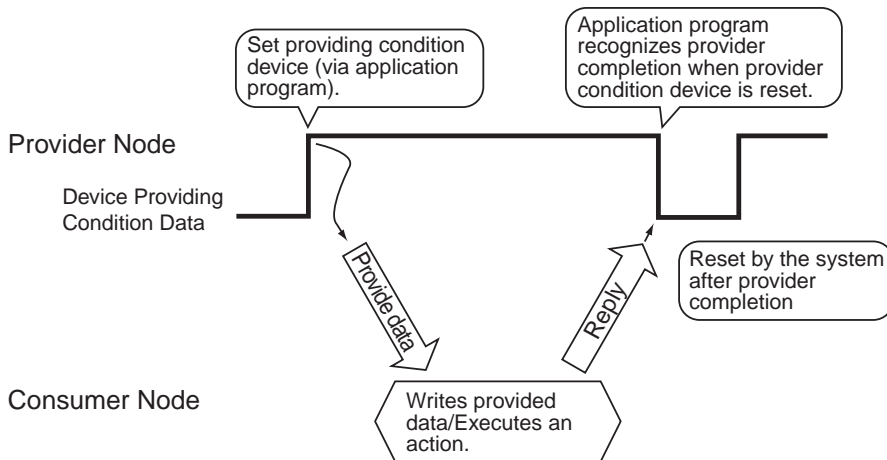 Set providing condition
device (via application
program).
Application program
recognizes provider
completion when provider
condition device is reset.
Provider Node
Device Providing
Condition Data
Provide data
Reply
Reset by the system
after provider
completion
Consumer Node
Writes provided
data/Executes an
action.